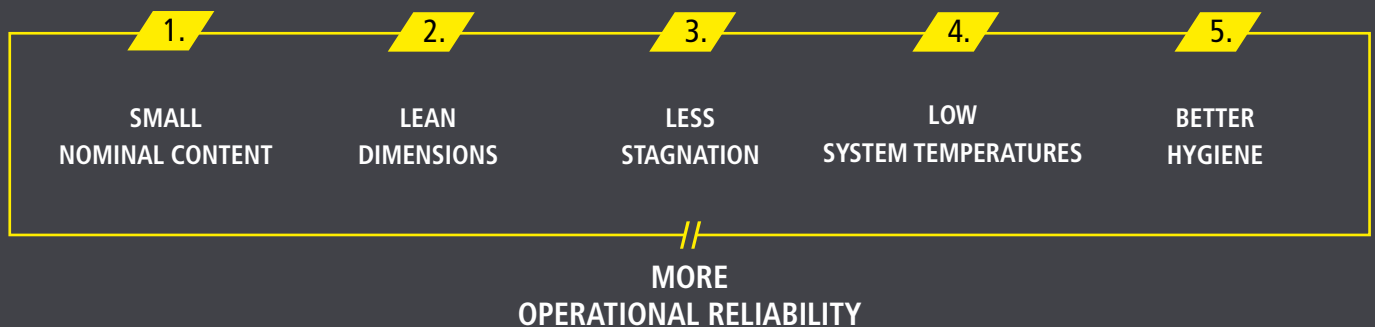 1.
SMALL
NOMINAL CONTENT
2.
LEAN
DIMENSIONS
3.
LESS
STAGNATION
4.
LOW
SYSTEM TEMPERATURES
5.
BETTER
HYGIENE
MORE
OPERATIONAL RELIABILITY